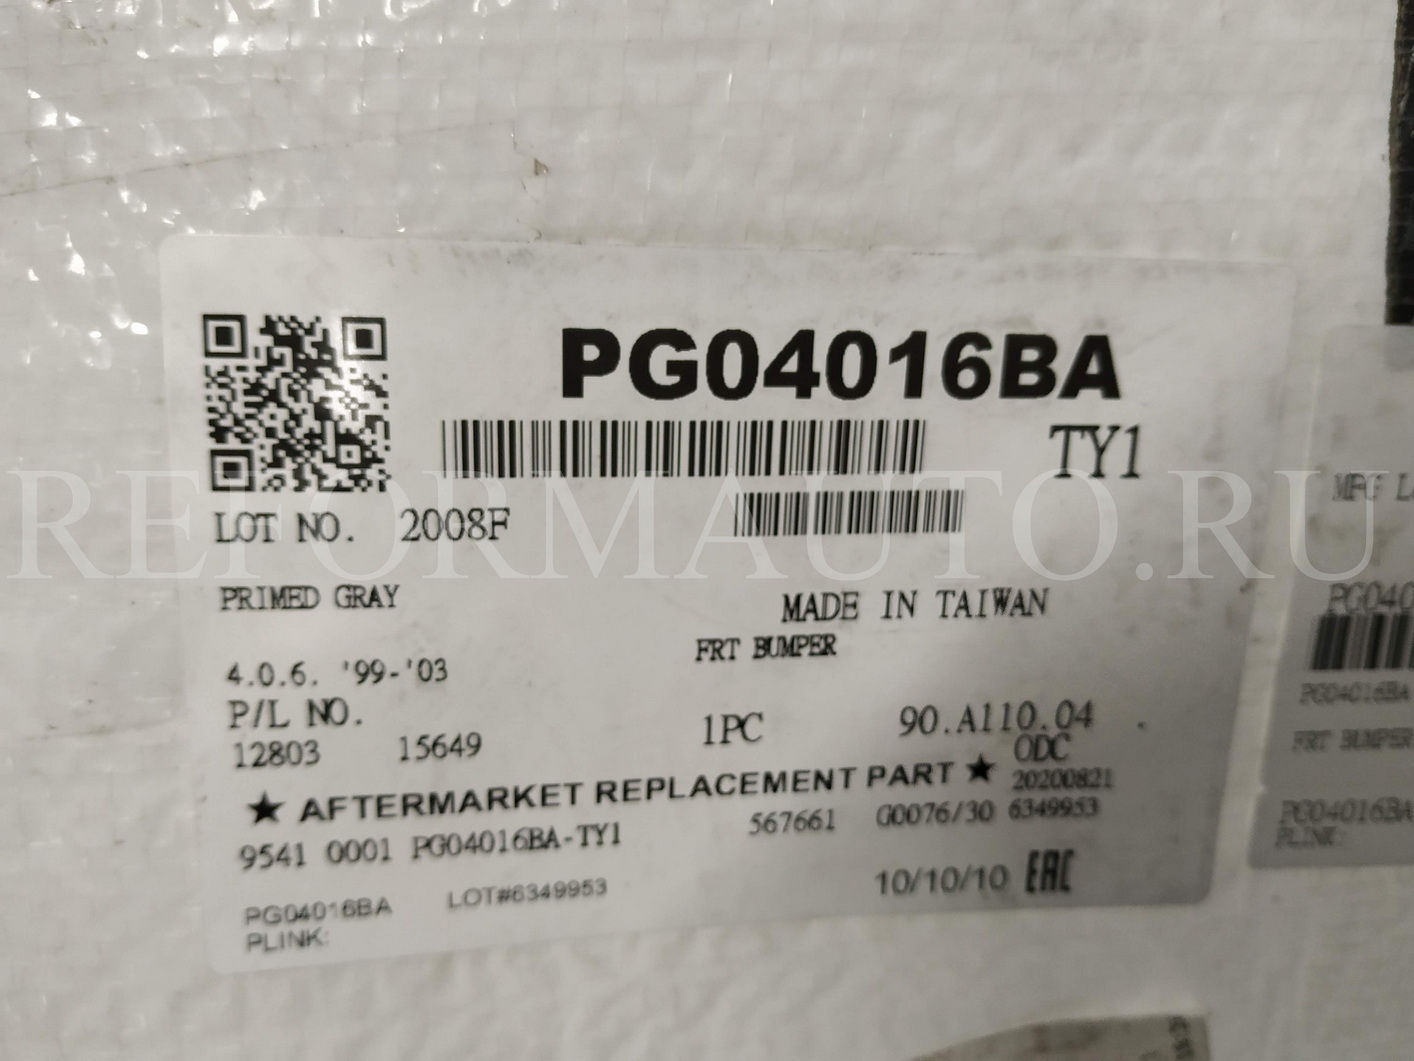 PG04016BA
TY1
LOT NO. 2008F
PRIMED GRAY
MADE IN TAIWAN
FRT BUMPER
4.0.6. '99-'03
P/L NO.
12803 15649
1PC
90.A110.04
ODC
★ AFTERMARKET REPLACEMENT PART ★ 20200821
9541 0001 PG04016BA-TY1 567661 G0076/30 6349953
10/10/10 EAC
PG04016BA LOT#6349953
PLINK:
REFORMAUTO.RU
MFG
PG040
PG04016BA
FRT BUMPER
PG04016BA
PLINK: